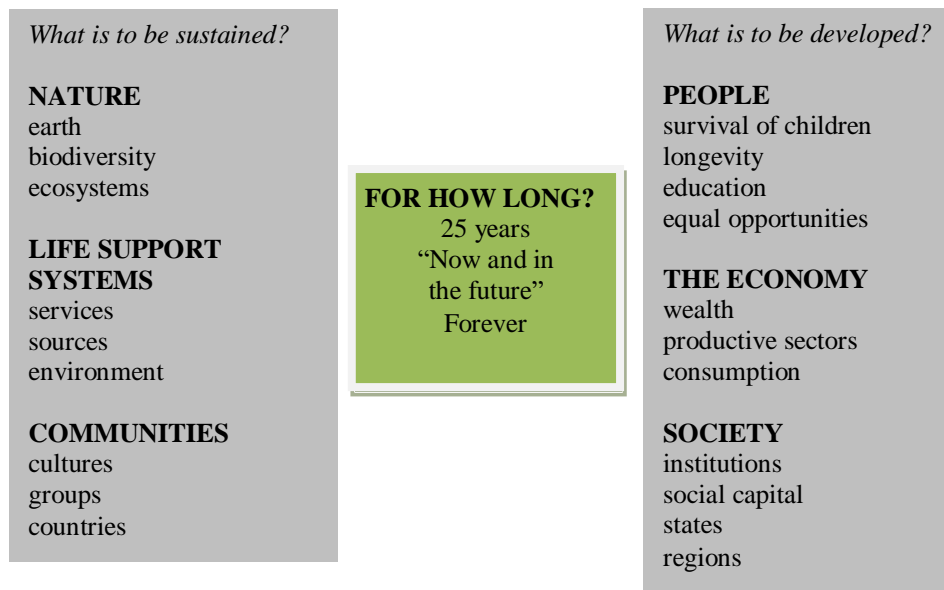 What is to be sustained?
NATURE
earth
biodiversity
ecosystems
LIFE SUPPORT
SYSTEMS
services
sources
environment
COMMUNITIES
cultures
groups
countries
FOR HOW LONG?
25 years
“Now and in
the future”
Forever
What is to be developed?
PEOPLE
survival of children
longevity
education
equal opportunities
THE ECONOMY
wealth
productive sectors
consumption
SOCIETY
institutions
social capital
states
regions